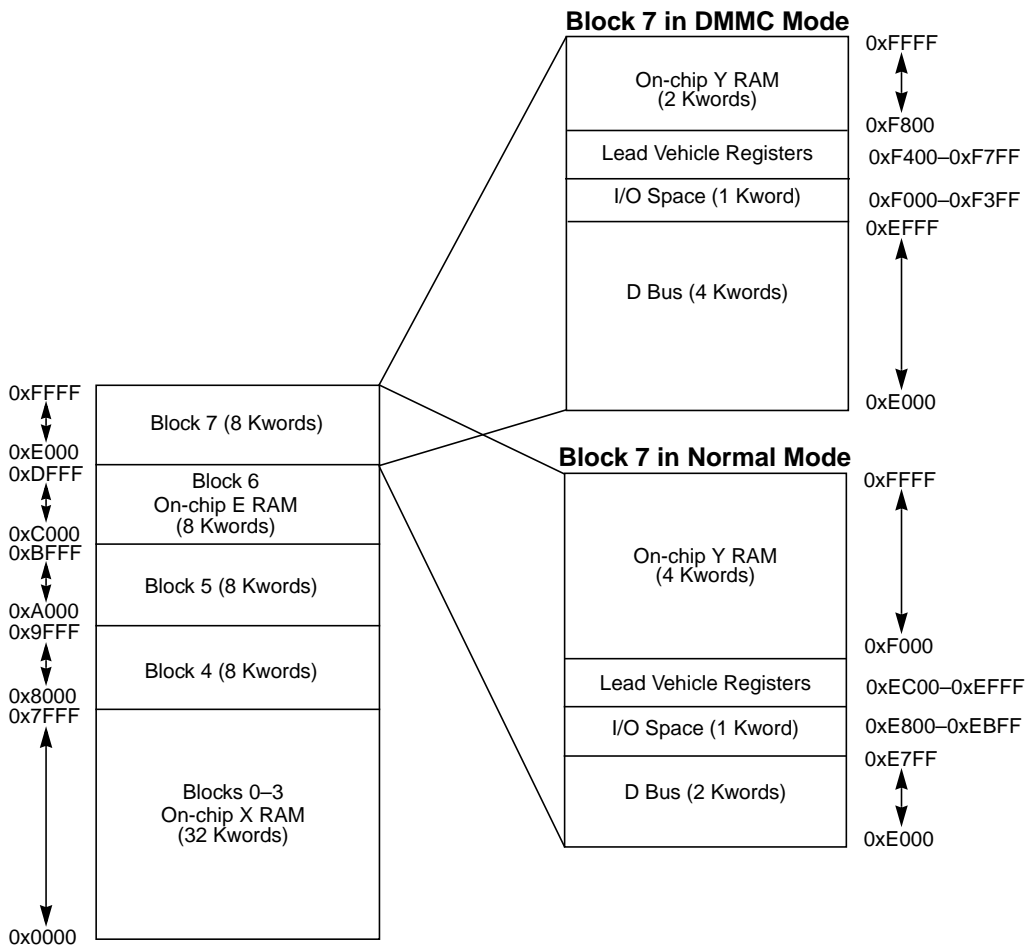 Block 7 in DMMC Mode
0xFFFF
On-chip Y RAM
(2 Kwords)
0xF800
Lead Vehicle Registers
0xF400–0xF7FF
I/O Space (1 Kword)
0xF000–0xF3FF
0xEFFF
D Bus (4 Kwords)
0xE000
0xFFFF
Block 7 (8 Kwords)
0xE000
0xDFFF
Block 6
On-chip E RAM
(8 Kwords)
0xC000
0xBFFF
Block 5 (8 Kwords)
0xA000
0x9FFF
Block 4 (8 Kwords)
0x8000
0x7FFF
Blocks 0–3
On-chip X RAM
(32 Kwords)
0x0000
Block 7 in Normal Mode
0xFFFF
On-chip Y RAM
(4 Kwords)
0xF000
Lead Vehicle Registers
0xEC00–0xEFFF
I/O Space (1 Kword)
0xE800–0xEBFF
0xE7FF
D Bus (2 Kwords)
0xE000